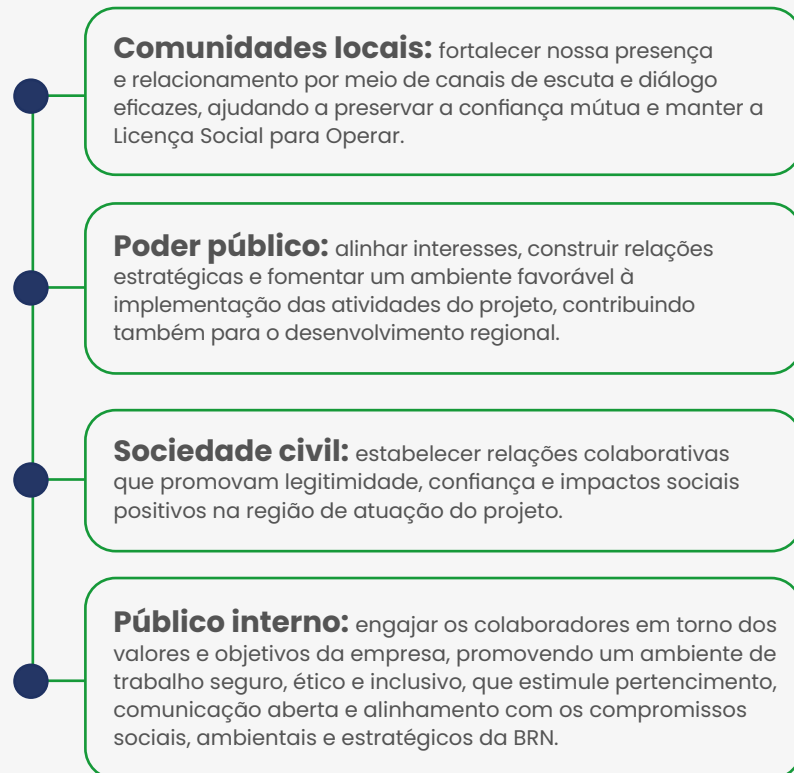 Comunidades locais: fortalecer nossa presença
e relacionamento por meio de canais de escuta e diálogo
eficazes, ajudando a preservar a confiança mútua e manter a
Licença Social para Operar.
Poder público: alinhar interesses, construir relações
estratégicas e fomentar um ambiente favorável à
implementação das atividades do projeto, contribuindo
também para o desenvolvimento regional.
Sociedade civil: estabelecer relações colaborativas
que promovam legitimidade, confiança e impactos sociais
positivos na região de atuação do projeto.
Público interno: engajar os colaboradores em torno dos
valores e objetivos da empresa, promovendo um ambiente de
trabalho seguro, ético e inclusivo, que estimule pertencimento,
comunicação aberta e alinhamento com os compromissos
sociais, ambientais e estratégicos da BRN.